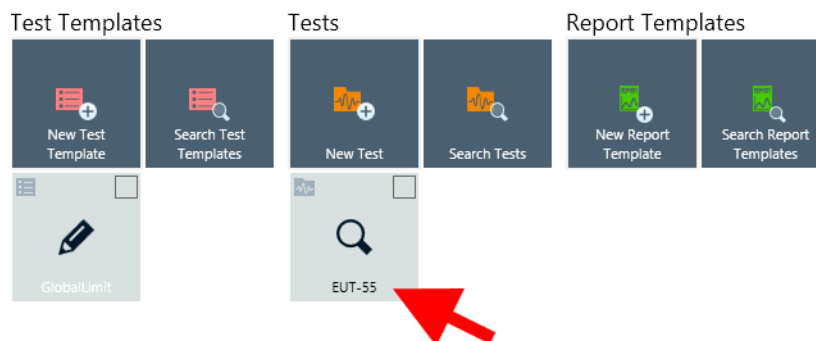 Test Templates
Tests
Report Templates
New Test
Template
Search Test
Templates
New Test
Search Tests
New Report
Template
Search Report
Templates
GlobalLimit
EUT-55